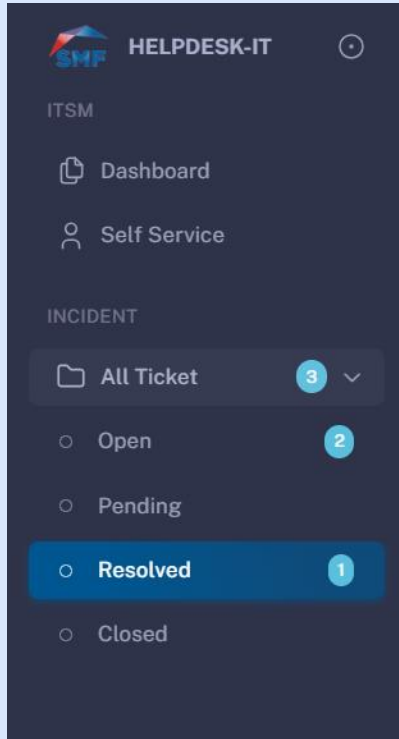 SMF HELPDESK-IT
ITSM
Dashboard
Self Service
INCIDENT
All Ticket 3
Open 2
Pending
Resolved 1
Closed